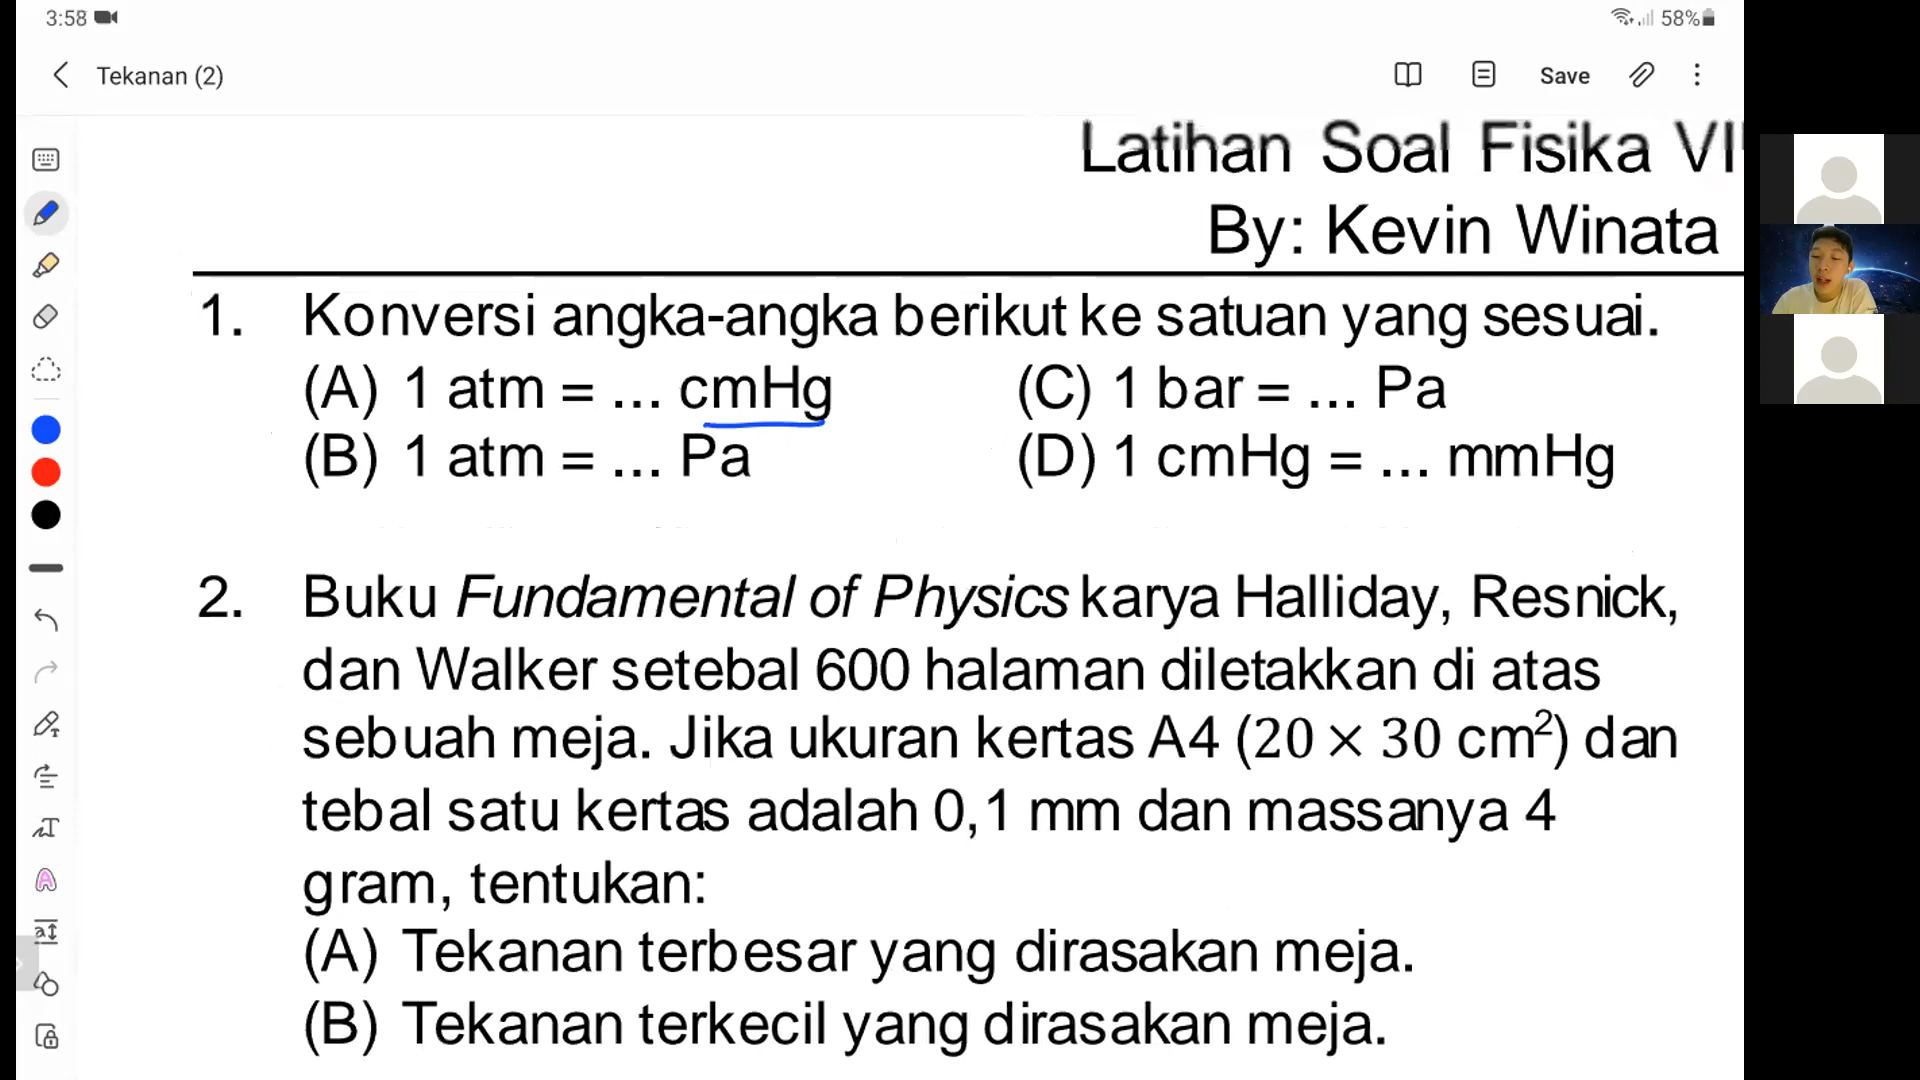 3:58
58%
Tekanan (2)
Save
Latihan Soal Fisika VI
By: Kevin Winata
1. Konversi angka-angka berikut ke satuan yang sesuai.
(A) 1 atm = ... cmHg (C) 1 bar = ... Pa
(B) 1 atm = ... Pa (D) 1 cmHg = ... mmHg
2. Buku Fundamental of Physics karya Halliday, Resnick,
dan Walker setebal 600 halaman diletakkan di atas
sebuah meja. Jika ukuran kertas A4 (20 × 30 cm²) dan
tebal satu kertas adalah 0,1 mm dan massanya 4
gram, tentukan:
(A) Tekanan terbesar yang dirasakan meja.
(B) Tekanan terkecil yang dirasakan meja.